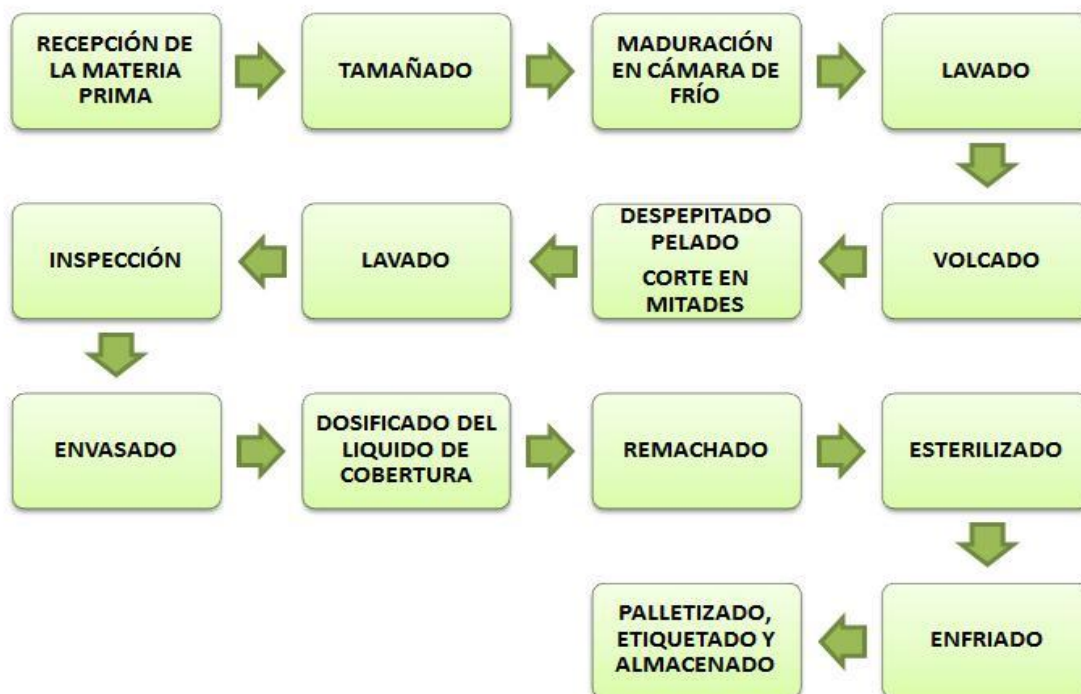 RECEPCIÓN DE
LA MATERIA
PRIMA
TAMAÑADO
MADURACIÓN
EN CÁMARA DE
FRÍO
LAVADO
VOLCADO
DESPEPITADO
PELADO
CORTE EN
MITADES
LAVADO
INSPECCIÓN
ENVASADO
DOSIFICADO DEL
LIQUIDO DE
COBERTURA
REMACHADO
ESTERILIZADO
ENFRIADO
PALLETIZADO,
ETIQUETADO Y
ALMACENADO